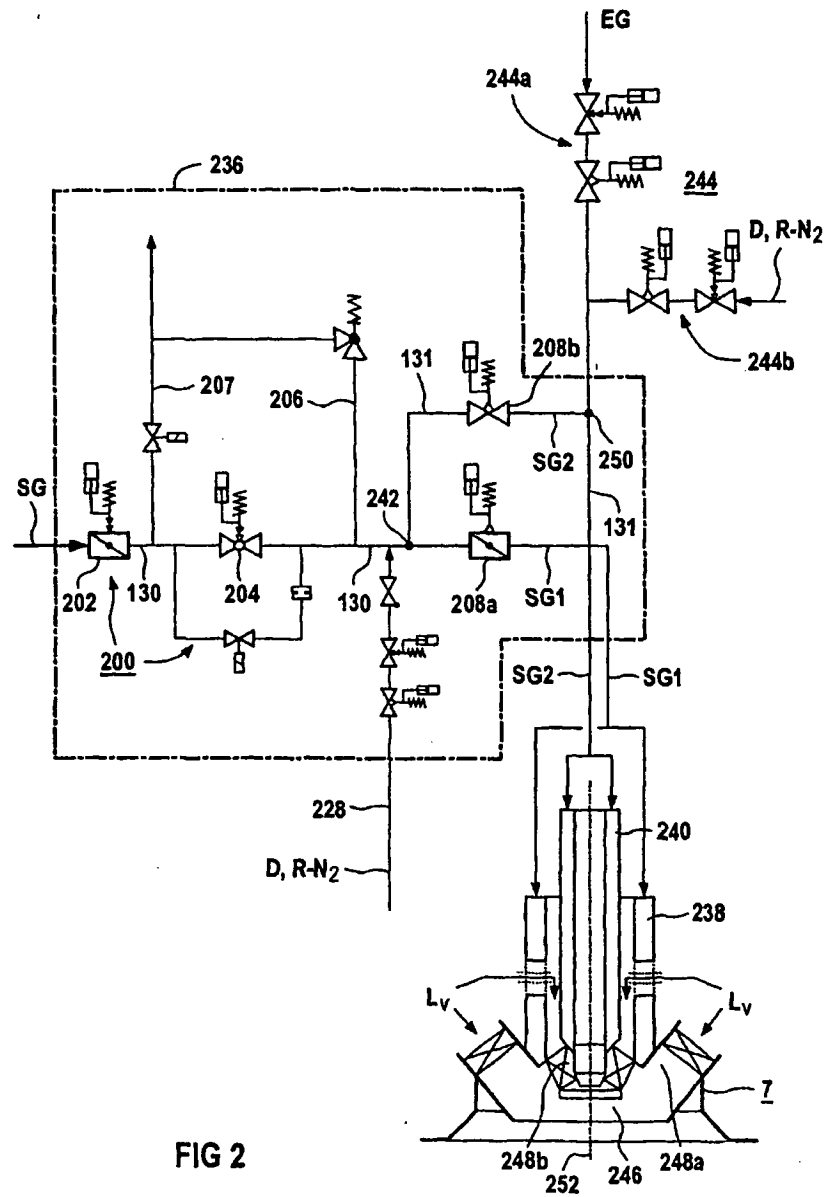 EG
244a
236
244
D, R-N2
244b
207
206
131
208b
SG2
250
SG
242
131
202
130
204
130
208a
SG1
200
SG2
SG1
228
240
D, R-N2
238
LV
LV
7
FIG 2
248b
246
248a
252